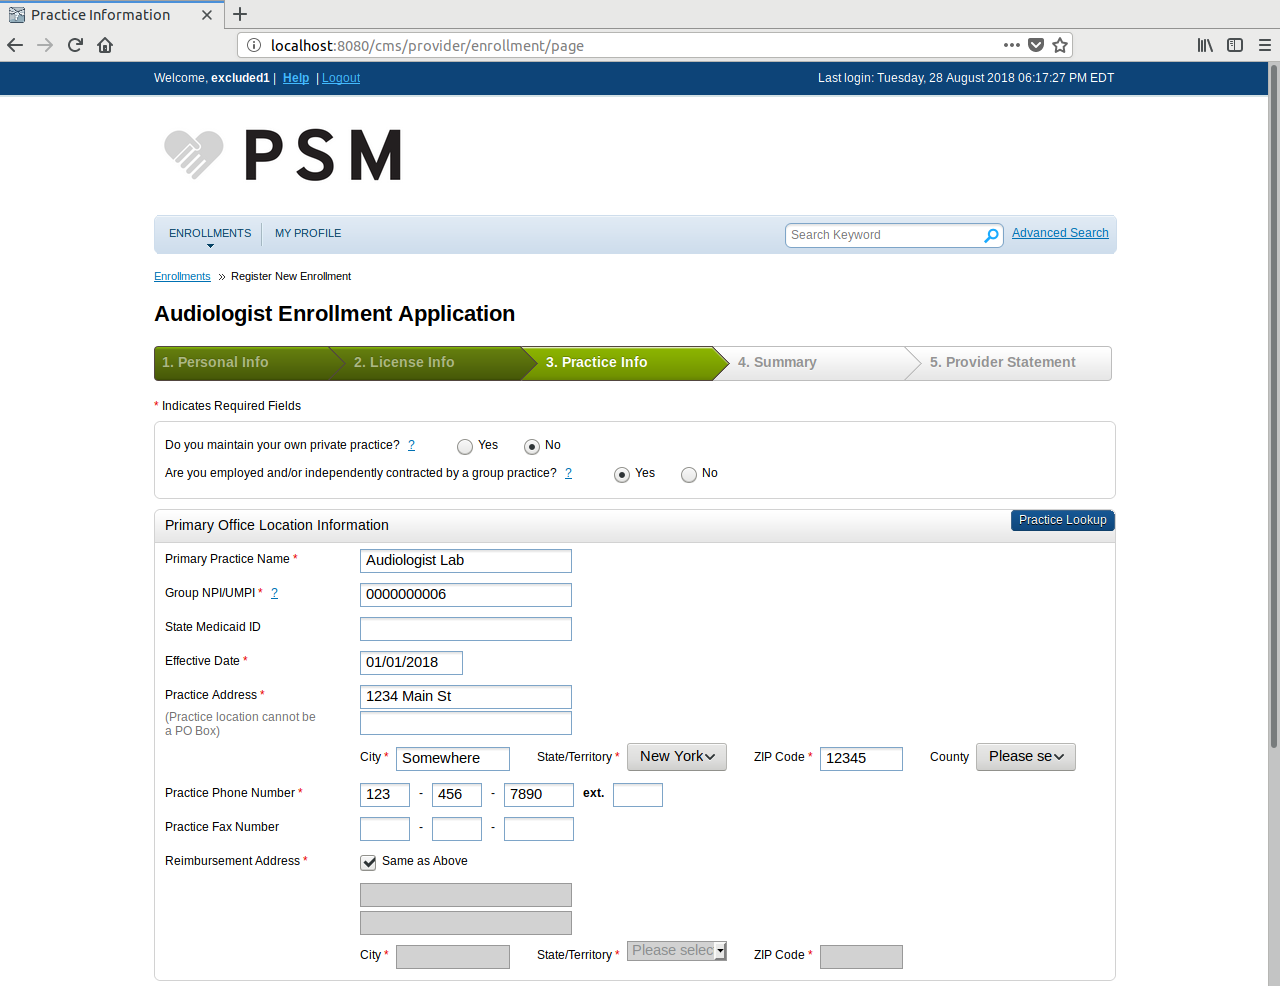 Practice Information
localhost:8080/cms/provider/enrollment/page
Welcome, excluded1 | Help | Logout
Last login: Tuesday, 28 August 2018 06:17:27 PM EDT
PSM
ENROLLMENTS MY PROFILE
Search Keyword
Advanced Search
Enrollments » Register New Enrollment
Audiologist Enrollment Application
1. Personal Info 2. License Info 3. Practice Info 4. Summary 5. Provider Statement
* Indicates Required Fields
Do you maintain your own private practice? ? Yes No
Are you employed and/or independently contracted by a group practice? ? Yes No
Primary Office Location Information
Practice Lookup
Primary Practice Name * Audiologist Lab
Group NPI/UMPI * ? 0000000006
State Medicaid ID
Effective Date * 01/01/2018
Practice Address * 1234 Main St
(Practice location cannot be
a PO Box)
City * Somewhere State/Territory * New York ZIP Code * 12345 County Please se
Practice Phone Number * 123 - 456 - 7890 ext.
Practice Fax Number - -
Reimbursement Address * Same as Above
City * State/Territory * Please selec ZIP Code *